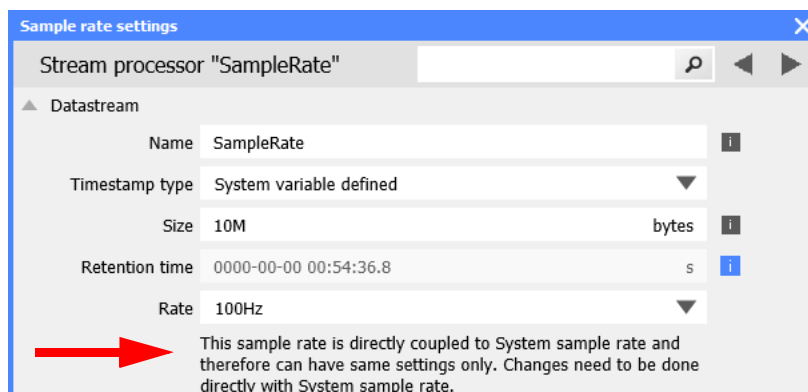 Sample rate settings
Stream processor "SampleRate"
Datastream
Name SampleRate
Timestamp type System variable defined
Size 10M bytes
Retention time 0000-00-00 00:54:36.8 s
Rate 100Hz
This sample rate is directly coupled to System sample rate and
therefore can have same settings only. Changes need to be done
directly with System sample rate.